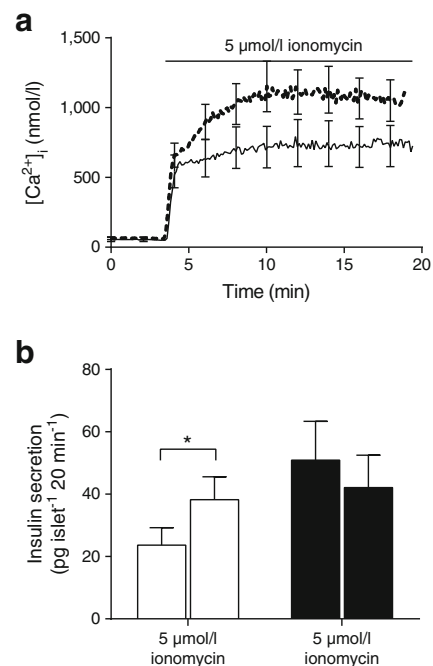 a
5 µmol/l ionomycin
1,500
1,000
500
0
[Ca²⁺]ᵢ (nmol/l)
0 5 10 15 20
Time (min)
b
80
60
40
20
0
Insulin secretion
(pg islet⁻¹ 20 min⁻¹)
*
5 µmol/l 5 µmol/l
ionomycin ionomycin